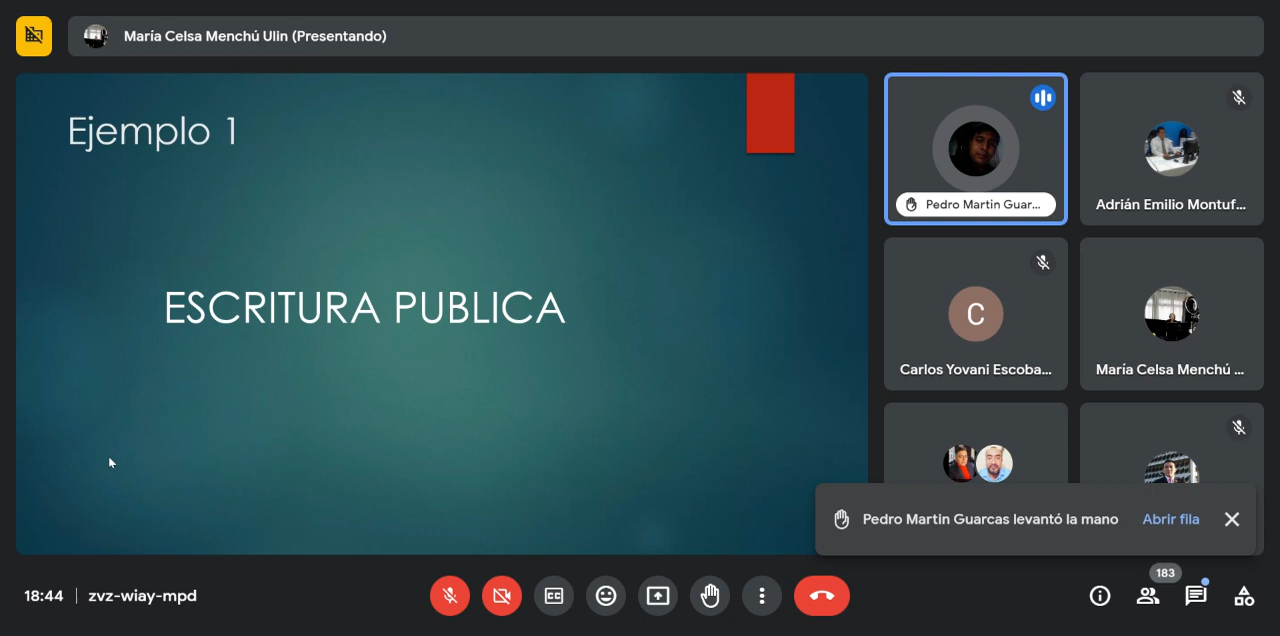 María Celsa Menchú Ulin (Presentando)
Ejemplo 1
ESCRITURA PUBLICA
Pedro Martin Guar...
Adrián Emilio Montuf...
C
Carlos Yovani Escoba...
María Celsa Menchú ...
Pedro Martin Guarcas levantó la mano
Abrir fila
18:44
zvz-wiay-mpd
CC
183